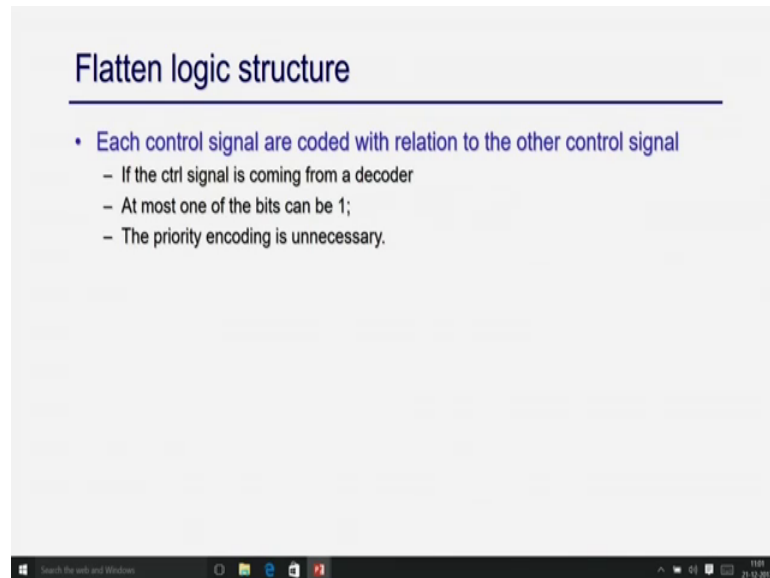 Flatten logic structure
• Each control signal are coded with relation to the other control signal
– If the ctrl signal is coming from a decoder
– At most one of the bits can be 1;
– The priority encoding is unnecessary.
Search the web and Windows
11:01